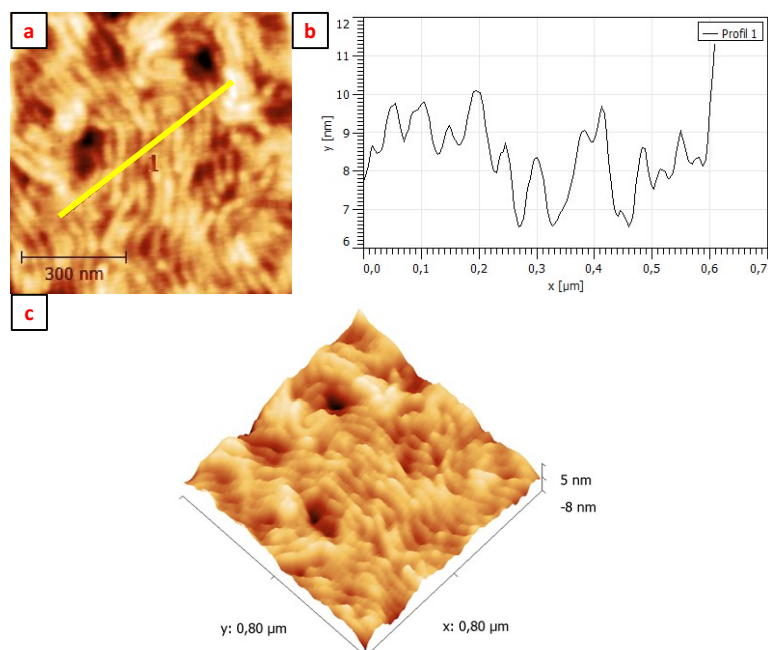 a
1
300 nm
b
y [nm]
12
11
10
9
8
7
6
Profil 1
0,0 0,1 0,2 0,3 0,4 0,5 0,6 0,7
x [µm]
c
5 nm
-8 nm
y: 0,80 µm
x: 0,80 µm